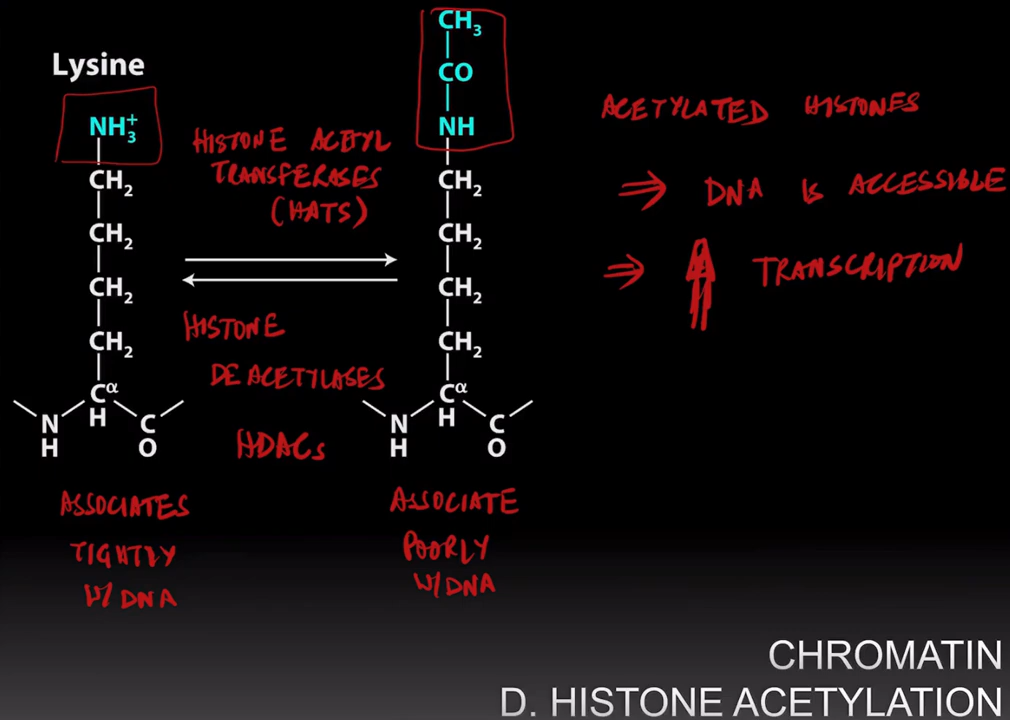 Lysine
NH3+
CH2
CH2
CH2
CH2
Cα
H
N
H
C
O
ASSOCIATES
TIGHTLY
W/ DNA
HISTONE ACETYL
TRANSFERASES
(HATS)
HISTONE
DEACETYLASES
HDACs
CH3
CO
NH
CH2
CH2
CH2
CH2
Cα
H
N
H
C
O
ASSOCIATE
POORLY
W/ DNA
ACETYLATED HISTONES
⇒ DNA IS ACCESSIBLE
⇒ ↑ TRANSCRIPTION
CHROMATIN
D. HISTONE ACETYLATION